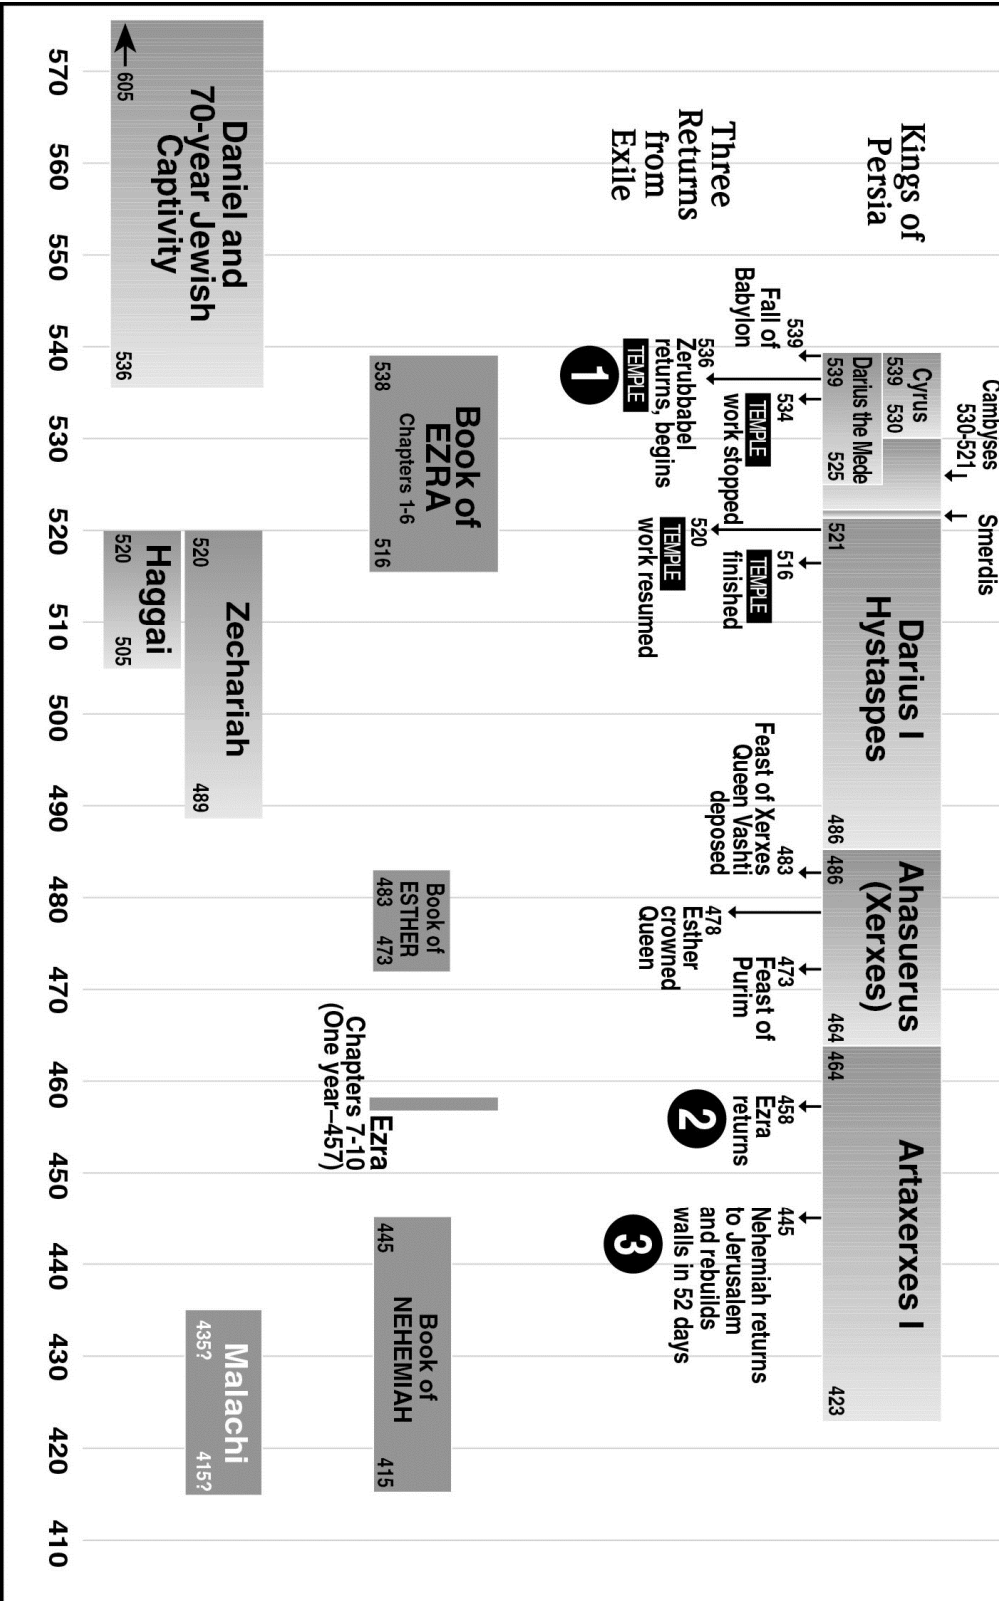 Kings of
Persia
Cambyses
530-521
Smerdis
Cyrus
539 530
Darius the Mede
539 525
521
Darius I
Hystaspes
486
Ahasuerus
(Xerxes)
486 464
Artaxerxes I
464 423
Three
Returns
from
Exile
539
Fall of
Babylon
536
Zerubbabel
returns, begins
TEMPLE
1
534
TEMPLE
work stopped
520
TEMPLE
work resumed
516
TEMPLE
finished
483
Feast of Xerxes
Queen Vashti
deposed
478
Esther
crowned
Queen
473
Feast of
Purim
458
Ezra
returns
2
445
Nehemiah returns
to Jerusalem
and rebuilds
walls in 52 days
3
Book of
EZRA
Chapters 1-6
538 516
Book of
ESTHER
483 473
Ezra
Chapters 7-10
(One year–457)
Book of
NEHEMIAH
445 415
Daniel and
70-year Jewish
Captivity
605 536
Zechariah
520 489
Haggai
520 505
Malachi
435? 415?
570 560 550 540 530 520 510 500 490 480 470 460 450 440 430 420 410